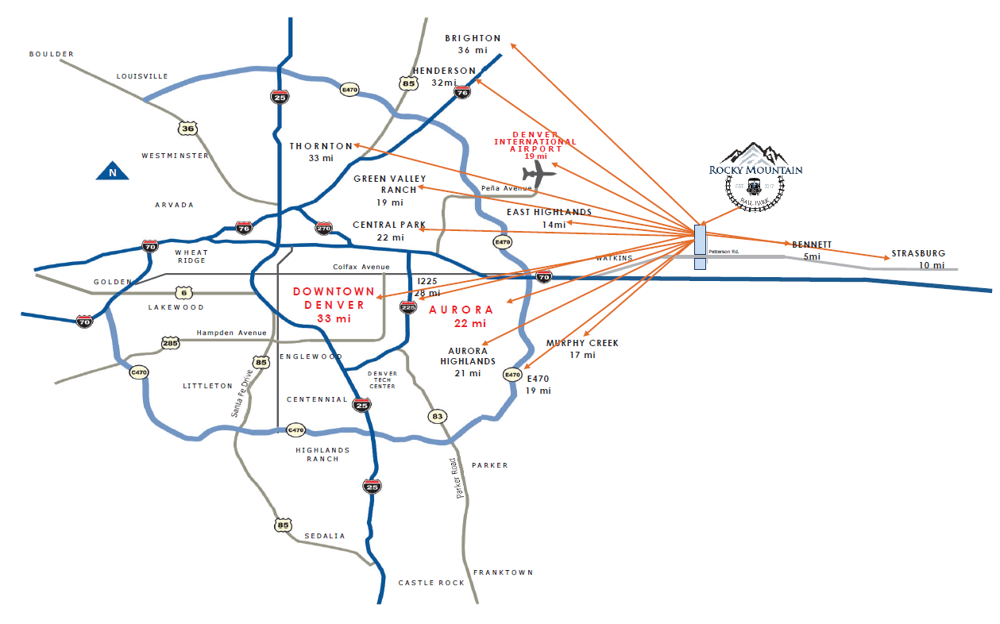 BOULDER
LOUISVILLE
BRIGHTON
36 mi
HENDERSON
32mi
E470
85
76
25
36
WESTMINSTER
THORNTON
33 mi
DENVER
INTERNATIONAL
AIRPORT
19 mi
ROCKY MOUNTAIN
EST. 2017
RAIL PARK
N
GREEN VALLEY
RANCH
19 mi
Peña Avenue
ARVADA
EAST HIGHLANDS
14mi
CENTRAL PARK
22 mi
76
270
E470
70
WHEAT
RIDGE
BENNETT
5mi
STRASBURG
10 mi
Petterson Rd.
WATKINS
Colfax Avenue
70
GOLDEN
6
LAKEWOOD
I225
28 mi
225
DOWNTOWN
DENVER
33 mi
AURORA
22 mi
70
Hampden Avenue
285
ENGLEWOOD
85
AURORA
HIGHLANDS
21 mi
MURPHY CREEK
17 mi
C470
E470
E470
19 mi
DENVER
TECH
CENTER
LITTLETON
Santa Fe Drive
CENTENNIAL
25
83
C470
HIGHLANDS
RANCH
PARKER
Parker Road
25
85
SEDALIA
FRANKTOWN
CASTLE ROCK